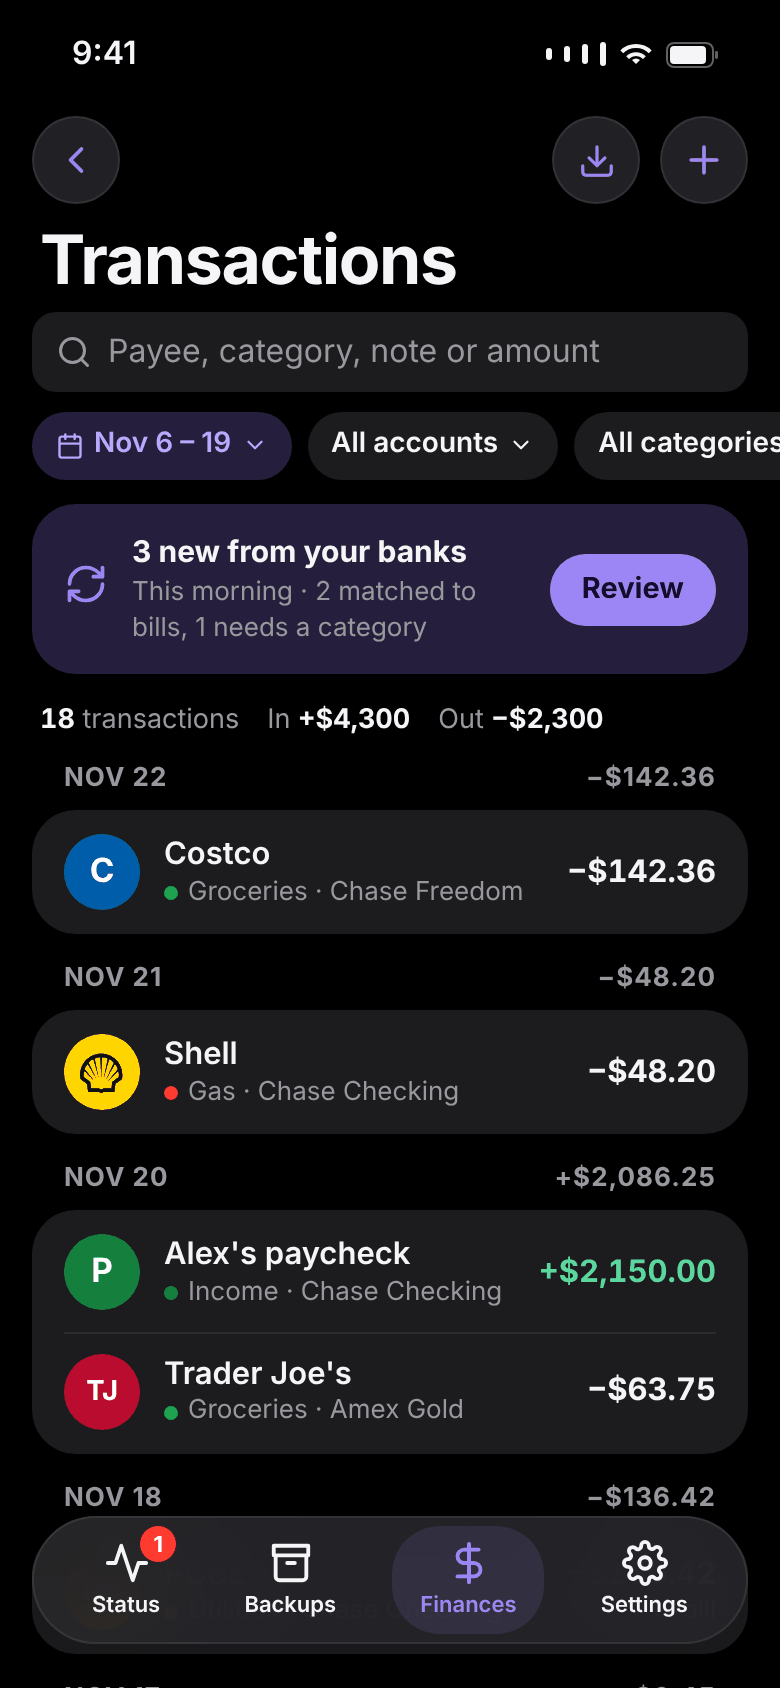 9:41
Transactions
Payee, category, note or amount
Nov 6 – 19
All accounts
All categories
3 new from your banks
This morning · 2 matched to
bills, 1 needs a category
Review
18 transactions In +$4,300 Out −$2,300
NOV 22 −$142.36
C
Costco
Groceries · Chase Freedom
−$142.36
NOV 21 −$48.20
Shell
Gas · Chase Checking
−$48.20
NOV 20 +$2,086.25
P
Alex's paycheck
Income · Chase Checking
+$2,150.00
TJ
Trader Joe's
Groceries · Amex Gold
−$63.75
NOV 18 −$136.42
1
Status
Backups
Finances
Settings